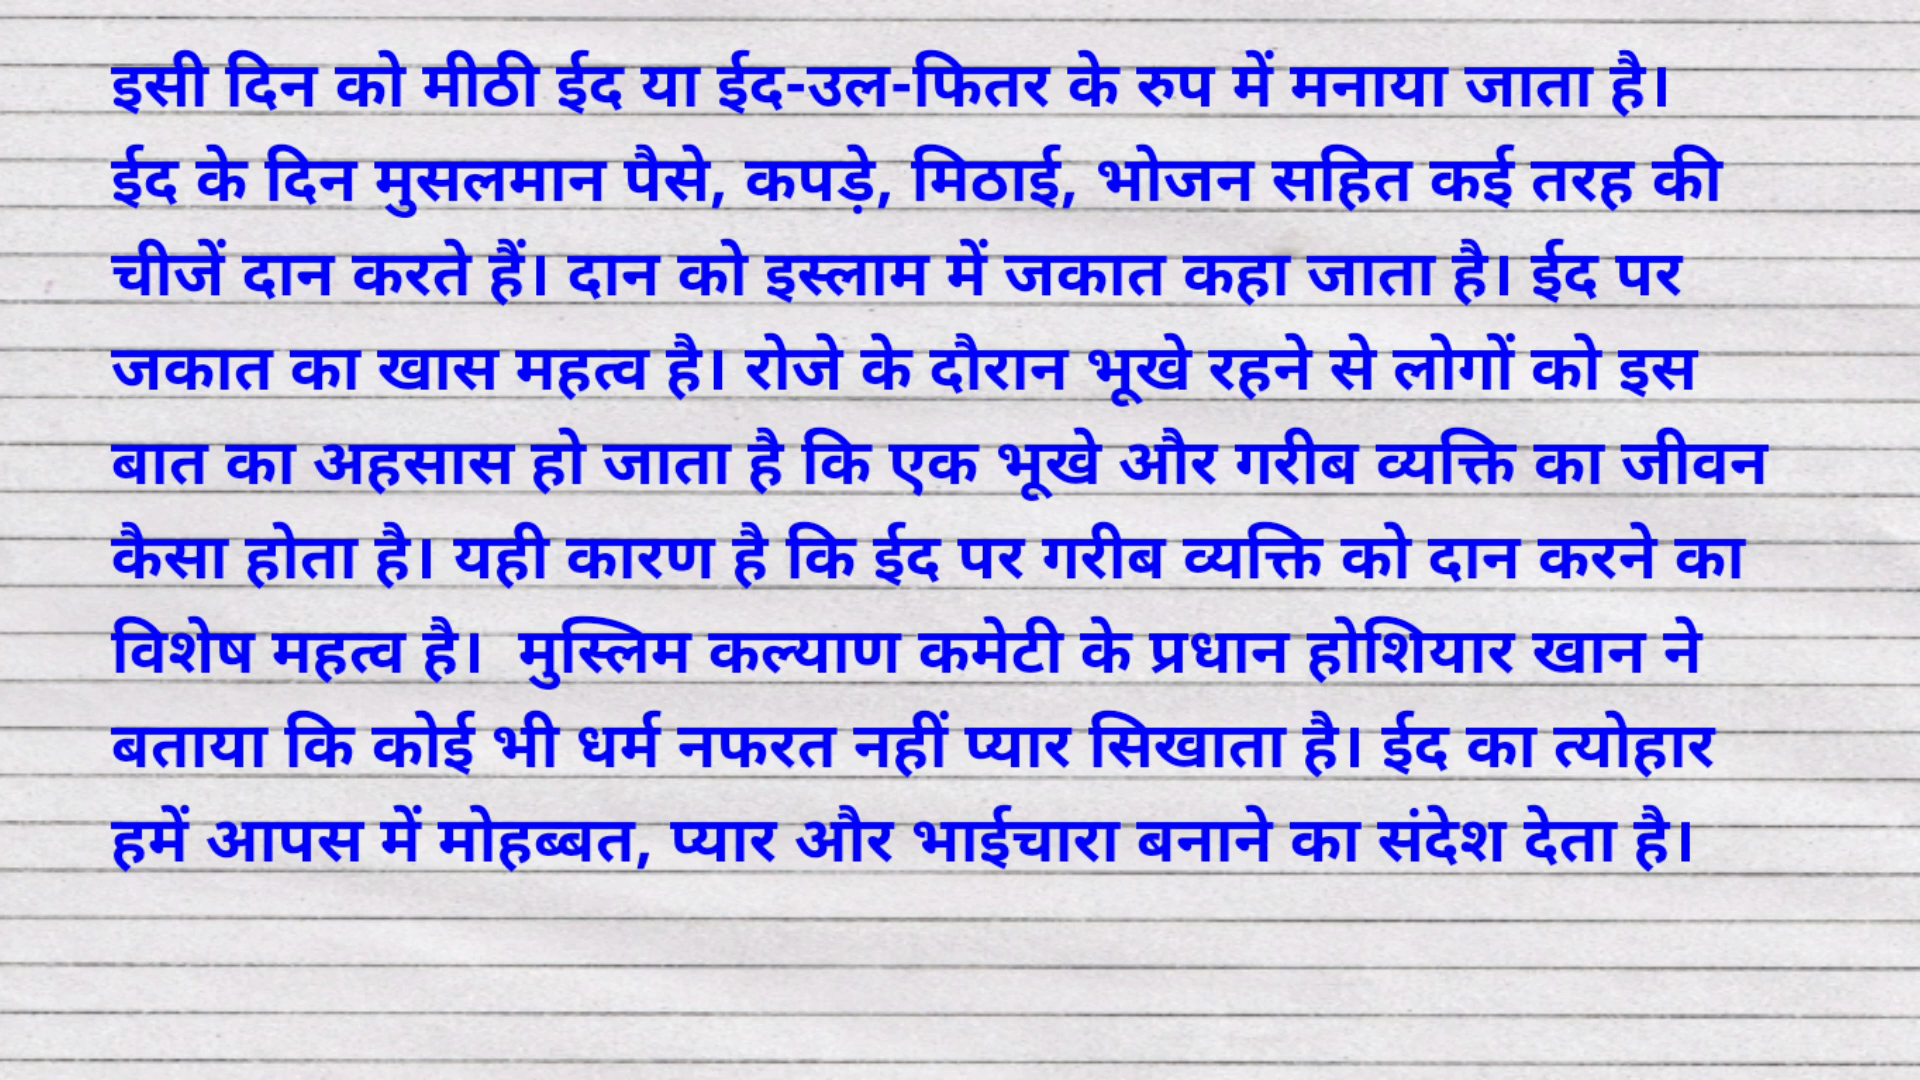 इसी दिन को मीठी ईद या ईद-उल-फितर के रुप में मनाया जाता है।
ईद के दिन मुसलमान पैसे, कपड़े, मिठाई, भोजन सहित कई तरह की
चीजें दान करते हैं। दान को इस्लाम में जकात कहा जाता है। ईद पर
जकात का खास महत्व है। रोजे के दौरान भूखे रहने से लोगों को इस
बात का अहसास हो जाता है कि एक भूखे और गरीब व्यक्ति का जीवन
कैसा होता है। यही कारण है कि ईद पर गरीब व्यक्ति को दान करने का
विशेष महत्व है।  मुस्लिम कल्याण कमेटी के प्रधान होशियार खान ने
बताया कि कोई भी धर्म नफरत नहीं प्यार सिखाता है। ईद का त्योहार
हमें आपस में मोहब्बत, प्यार और भाईचारा बनाने का संदेश देता है।